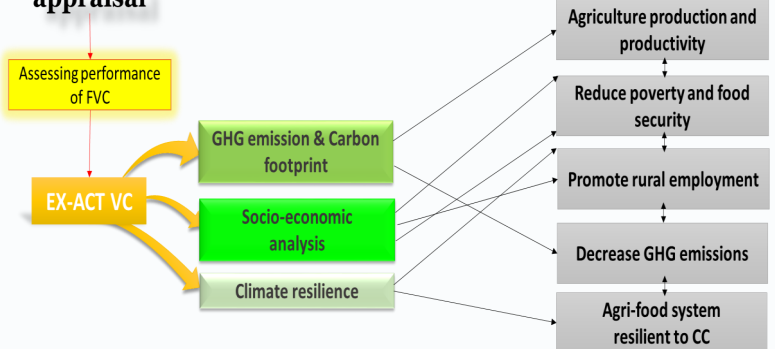 appraisal
Assessing performance
of FVC
EX-ACT VC
GHG emission & Carbon
footprint
Socio-economic
analysis
Climate resilience
Agriculture production and
productivity
Reduce poverty and food
security
Promote rural employment
Decrease GHG emissions
Agri-food system
resilient to CC